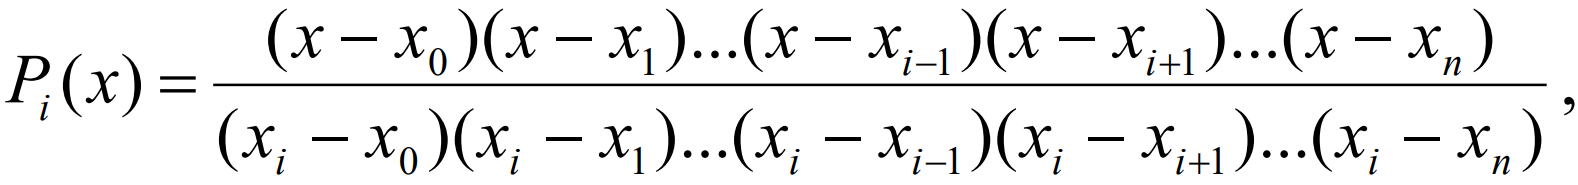 P_i(x) = \frac{(x - x_0)(x - x_1)...(x - x_{i-1})(x - x_{i+1})...(x - x_n)}{(x_i - x_0)(x_i - x_1)...(x_i - x_{i-1})(x_i - x_{i+1})...(x_i - x_n)},